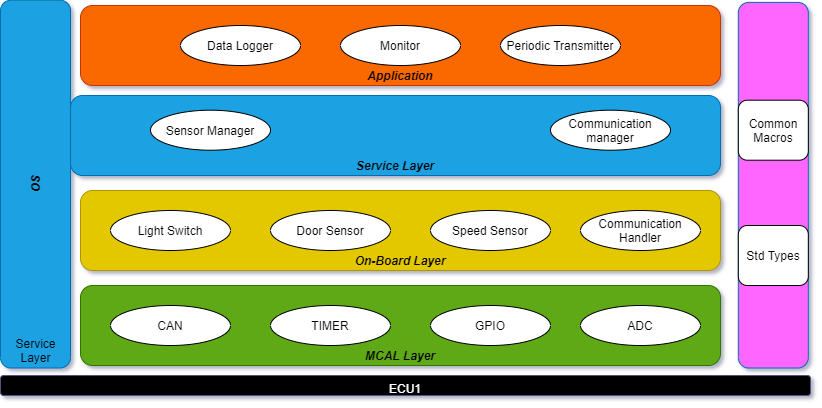 Data Logger
Monitor
Periodic Transmitter
Application
Sensor Manager
Communication
manager
Service Layer
OS
Light Switch
Door Sensor
Speed Sensor
Communication
Handler
On-Board Layer
CAN
TIMER
GPIO
ADC
MCAL Layer
Service
Layer
Common
Macros
Std Types
ECU1